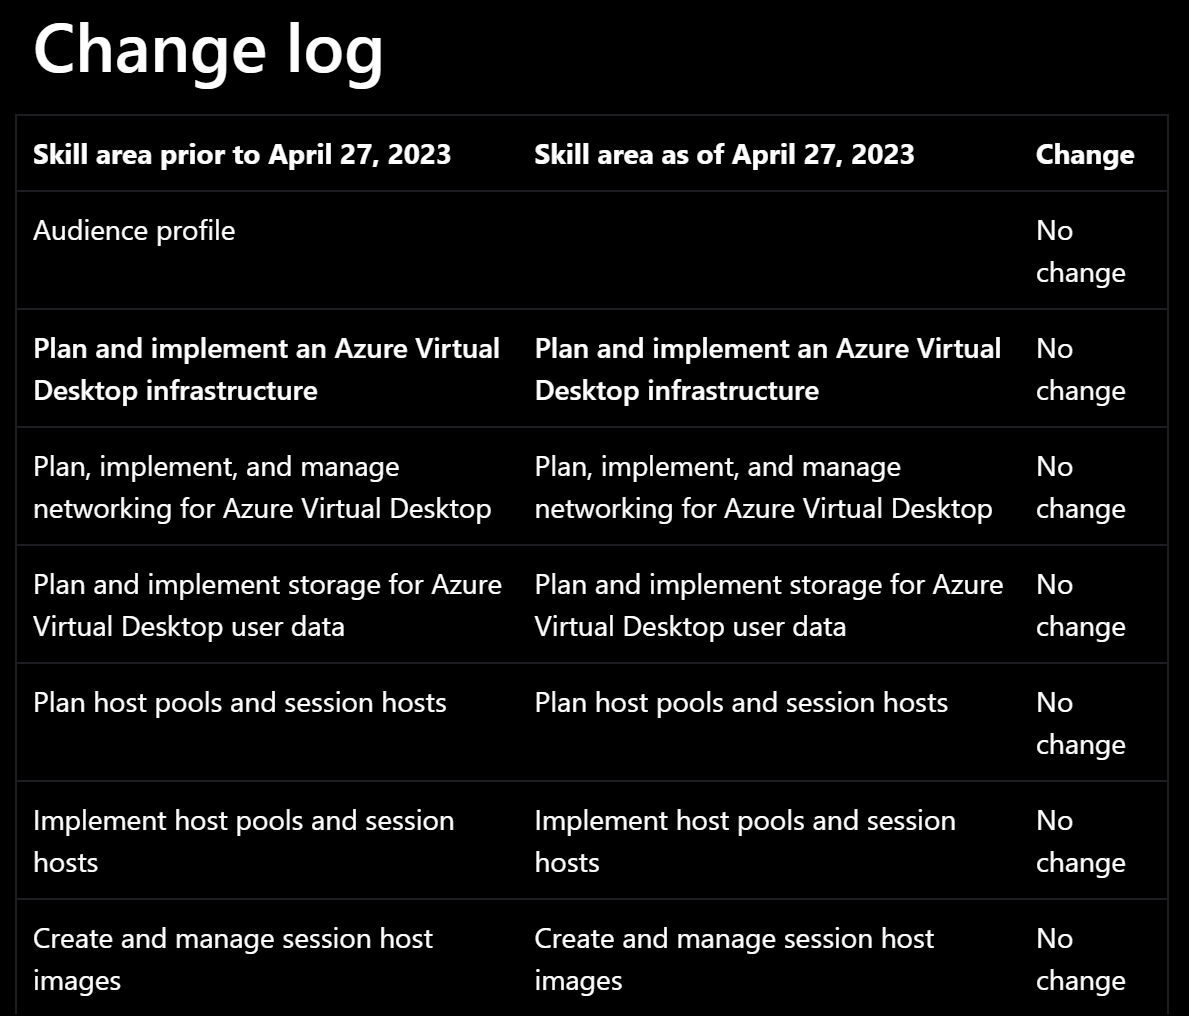 Change log
Skill area prior to April 27, 2023 Skill area as of April 27, 2023 Change
Audience profile No
change
Plan and implement an Azure Virtual Plan and implement an Azure Virtual No
Desktop infrastructure Desktop infrastructure change
Plan, implement, and manage Plan, implement, and manage No
networking for Azure Virtual Desktop networking for Azure Virtual Desktop change
Plan and implement storage for Azure Plan and implement storage for Azure No
Virtual Desktop user data Virtual Desktop user data change
Plan host pools and session hosts Plan host pools and session hosts No
change
Implement host pools and session Implement host pools and session No
hosts hosts change
Create and manage session host Create and manage session host No
images images change